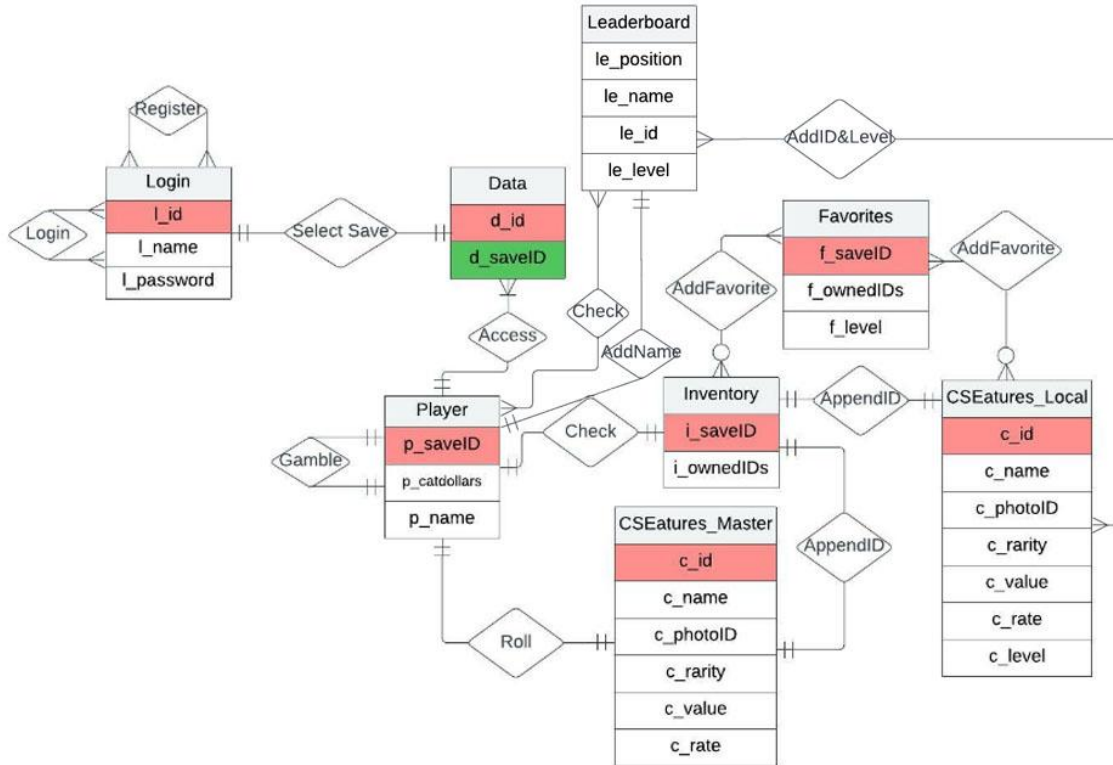 Leaderboard
le_position
le_name
le_id
le_level
AddID&Level
Register
Login
l_id
l_name
l_password
Login
Select Save
Data
d_id
d_saveID
Access
Check
AddName
Favorites
f_saveID
f_ownedIDs
f_level
AddFavorite
AddFavorite
Player
p_saveID
p_catdollars
p_name
Gamble
Check
Inventory
i_saveID
i_ownedIDs
AppendID
AppendID
CSEatures_Local
c_id
c_name
c_photoID
c_rarity
c_value
c_rate
c_level
Roll
CSEatures_Master
c_id
c_name
c_photoID
c_rarity
c_value
c_rate